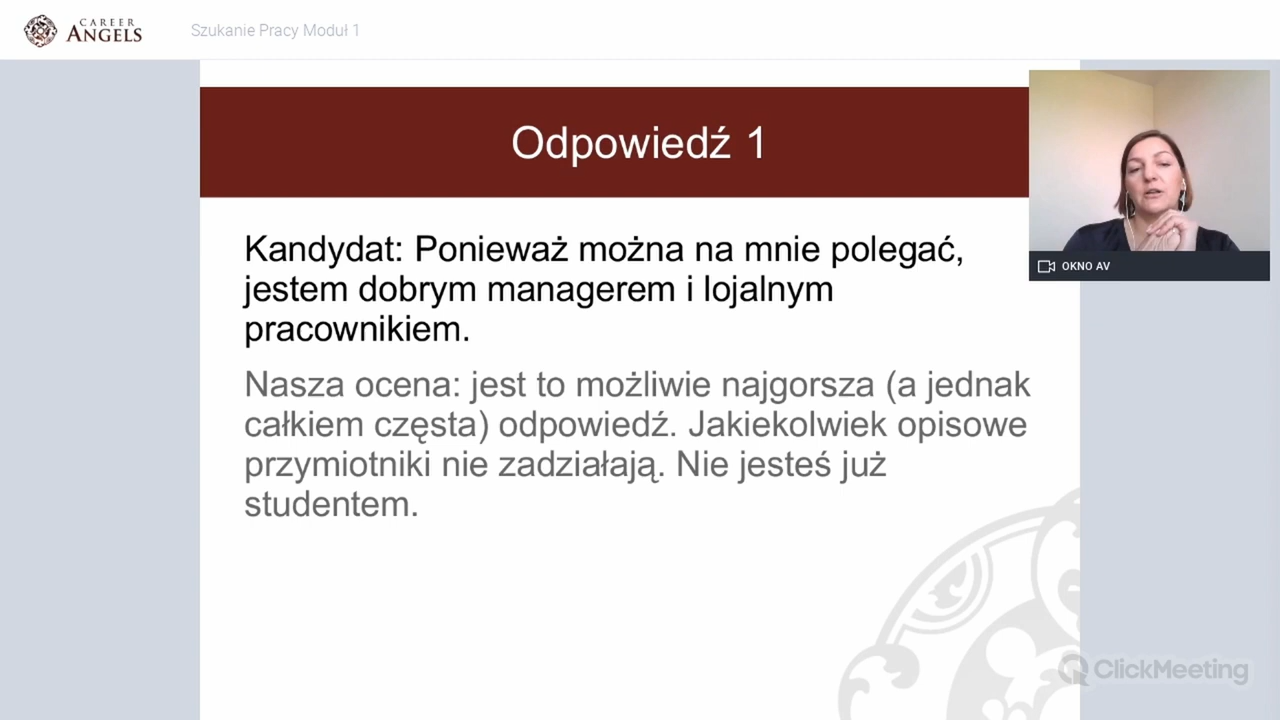 CAREER
ANGELS
Szukanie Pracy Moduł 1
Odpowiedź 1
OKNO AV
Kandydat: Ponieważ można na mnie polegać,
jestem dobrym managerem i lojalnym
pracownikiem.
Nasza ocena: jest to możliwie najgorsza (a jednak
całkiem częsta) odpowiedź. Jakiekolwiek opisowe
przymiotniki nie zadziałają. Nie jesteś już
studentem.
ClickMeeting